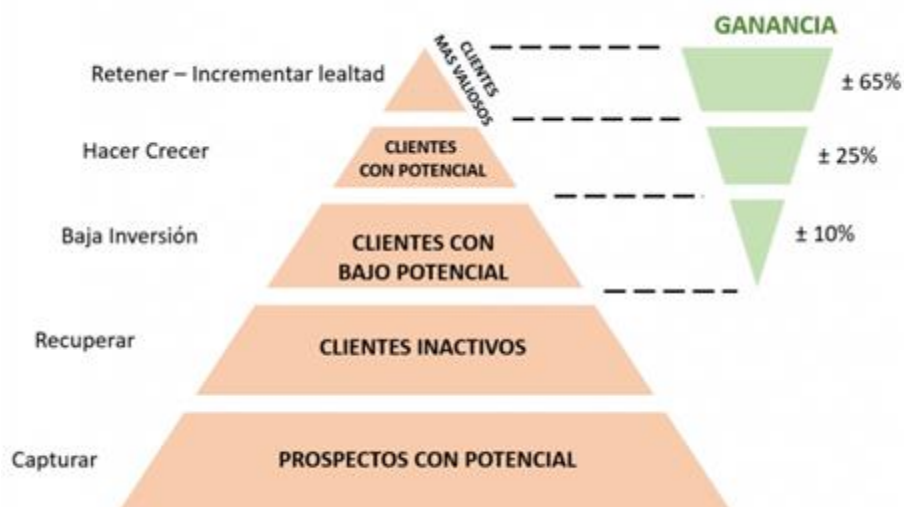 GANANCIA
Retener – Incrementar lealtad
CLIENTES
MAS VALIOSOS
± 65%
Hacer Crecer
CLIENTES
CON POTENCIAL
± 25%
Baja Inversión
CLIENTES CON
BAJO POTENCIAL
± 10%
Recuperar
CLIENTES INACTIVOS
Capturar
PROSPECTOS CON POTENCIAL